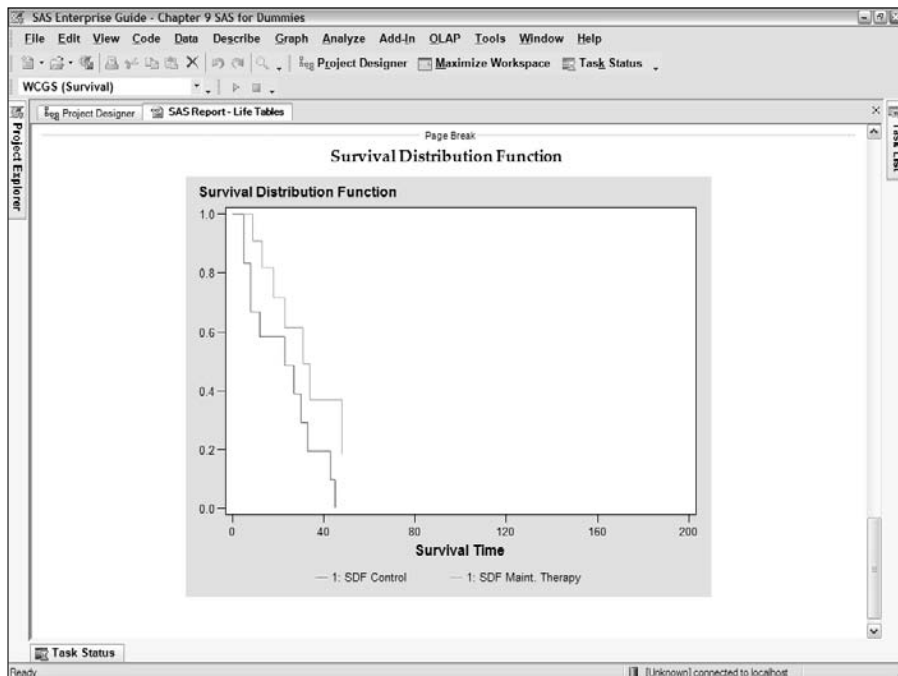 SAS Enterprise Guide - Chapter 9 SAS for Dummies
File Edit View Code Data Describe Graph Analyze Add-In OLAP Tools Window Help
Project Designer Maximize Workspace Task Status
WCGS (Survival)
Project Designer SAS Report - Life Tables
Project Explorer
Task List
Page Break
Survival Distribution Function
Survival Distribution Function
1.0
0.8
0.6
0.4
0.2
0.0
0 40 80 120 160 200
Survival Time
1: SDF Control 1: SDF Maint. Therapy
Task Status
Ready
[Unknown] connected to localhost